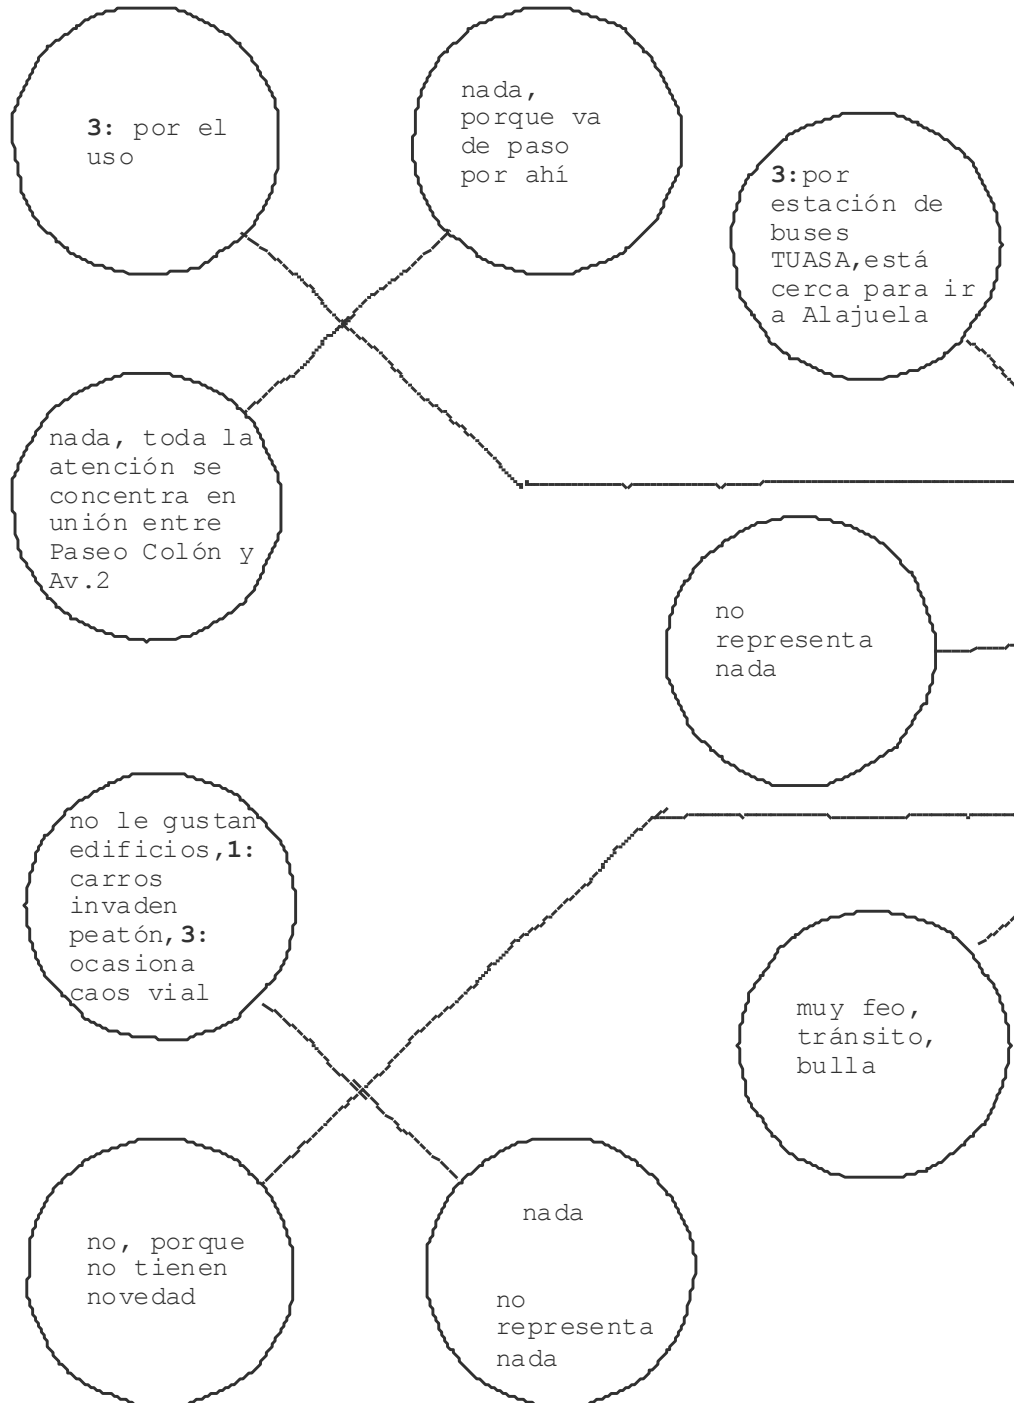 3: por el
uso
nada,
porque va
de paso
por ahí
3:por
estación de
buses
TUASA,está
cerca para ir
a Alajuela
nada, toda la
atención se
concentra en
unión entre
Paseo Colón y
Av.2
no
representa
nada
no le gustan
edificios,1:
carros
invaden
peatón,3:
ocasiona
caos vial
muy feo,
tránsito,
bulla
no, porque
no tienen
novedad
nada
no
representa
nada